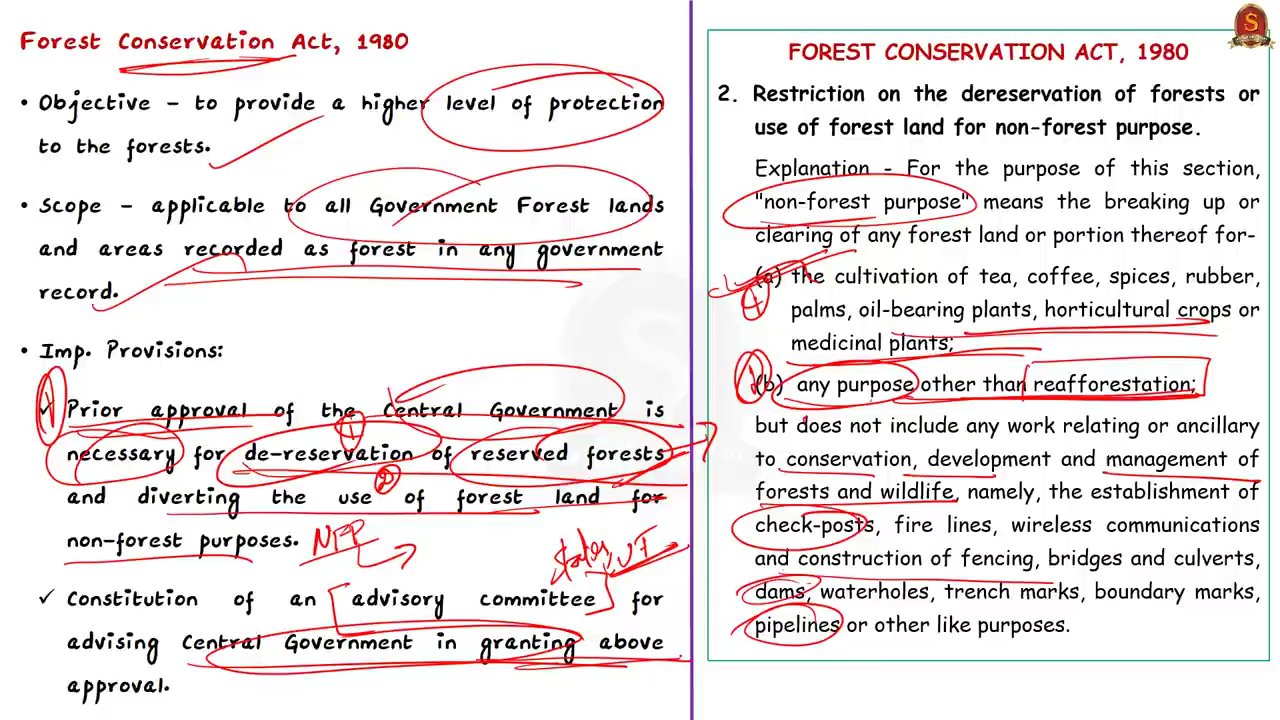 Forest Conservation Act, 1980
• Objective - to provide a higher level of protection
to the forests.
• Scope - applicable to all Government Forest lands
and areas recorded as forest in any government
record.
• Imp. Provisions:
✓ Prior approval of the Central Government is
necessary for de-reservation of reserved forests
and diverting the use of forest land for
non-forest purposes. NFP
states, UT
✓ Constitution of an advisory committee for
advising Central Government in granting above
approval.
FOREST CONSERVATION ACT, 1980
2. Restriction on the dereservation of forests or
use of forest land for non-forest purpose.
Explanation - For the purpose of this section,
"non-forest purpose" means the breaking up or
clearing of any forest land or portion thereof for-
(a) the cultivation of tea, coffee, spices, rubber,
palms, oil-bearing plants, horticultural crops or
medicinal plants;
(b) any purpose other than reafforestation;
but does not include any work relating or ancillary
to conservation, development and management of
forests and wildlife, namely, the establishment of
check-posts, fire lines, wireless communications
and construction of fencing, bridges and culverts,
dams, waterholes, trench marks, boundary marks,
pipelines or other like purposes.